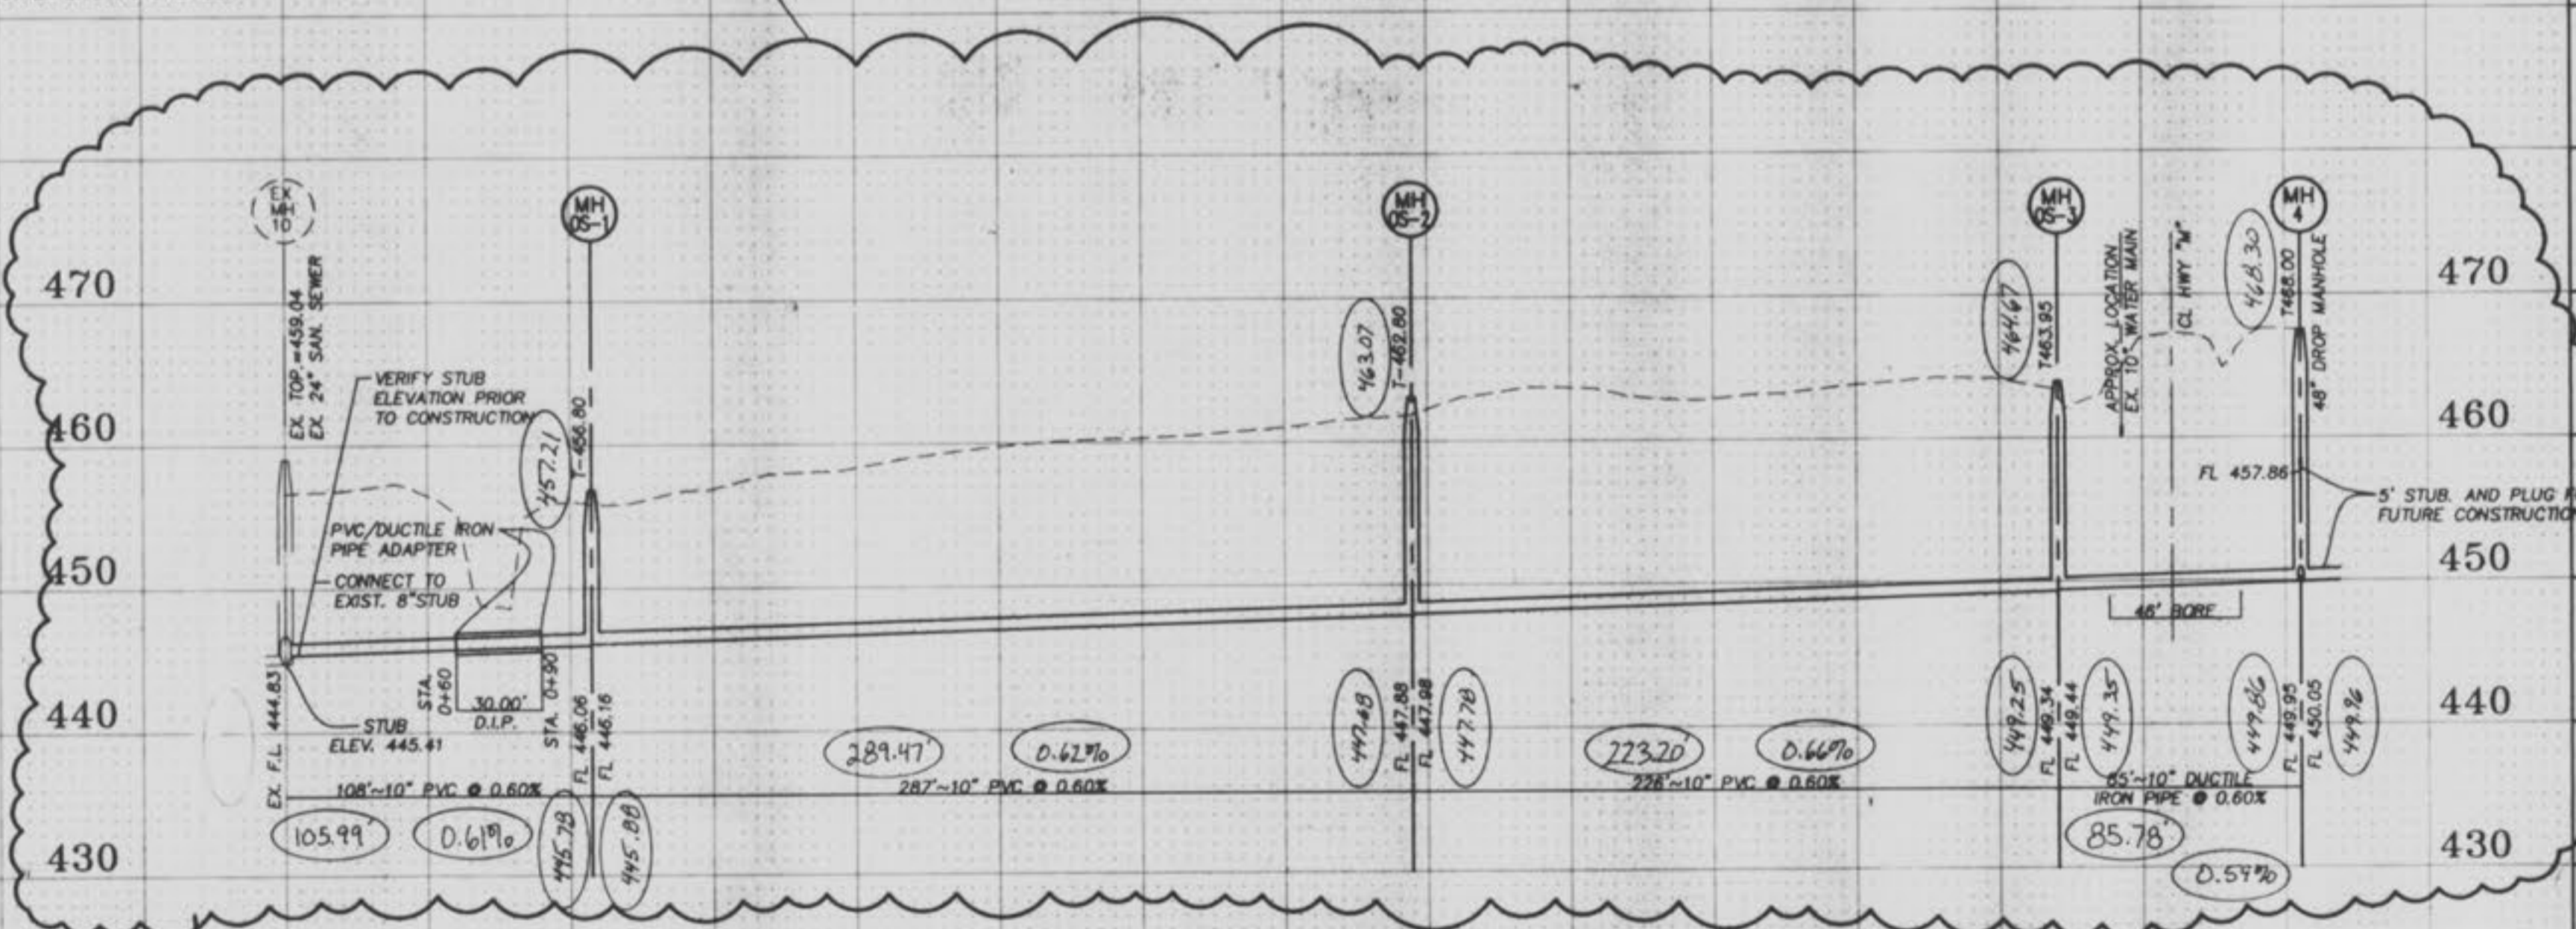 EX
MH
10
MH
OS-1
MH
OS-2
MH
OS-3
MH
4
470
460
450
440
430
470
460
450
440
430
EX. TOP.=459.04
EX. 24" SAN. SEWER
VERIFY STUB
ELEVATION PRIOR
TO CONSTRUCTION
457.21
T-456.80
PVC/DUCTILE IRON
PIPE ADAPTER
CONNECT TO
EXIST. 8"STUB
463.07
T-462.80
464.67
T463.95
APPROX. LOCATION
EX. 10" WATER MAIN
CL HWY "M"
468.30
T468.00
48" DROP MANHOLE
FL 457.86
5' STUB. AND PLUG
FUTURE
46' BORE
EX. F.L. 444.83
STUB
ELEV. 445.41
STA.
0+60
30.00'
D.I.P.
STA. 0+90
FL 446.06
FL 446.16
108'~10" PVC @ 0.60%
105.99'
0.61%
445.78
445.88
289.47'
0.62%
287'~10" PVC @ 0.60%
447.68
FL 447.88
FL 447.98
447.78
223.20'
0.66%
226'~10" PVC @ 0.60%
449.25
FL 449.34
FL 449.44
449.35
449.86
FL 449.95
FL 450.05
449.96
85'~10" DUCTILE
IRON PIPE @ 0.60%
85.78'
0.59%